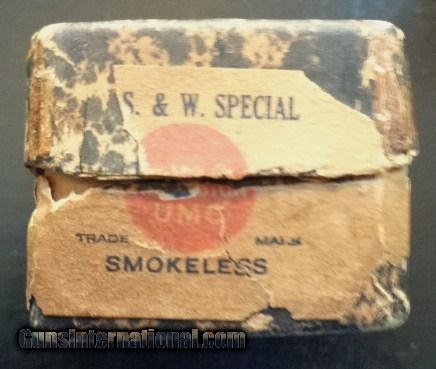 S. & W. SPECIAL
UMC
TRADE MARK
SMOKELESS
GunsInternational.com